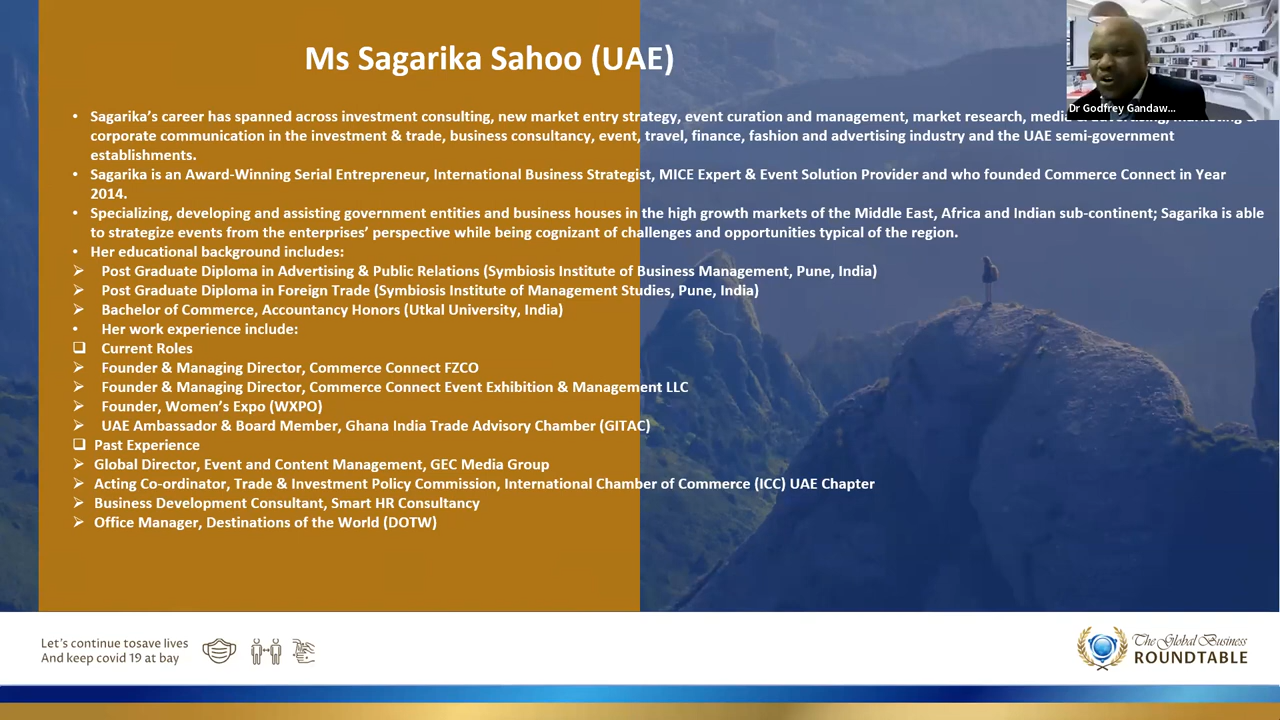 Ms Sagarika Sahoo (UAE)
Dr Godfrey Gandaw...
• Sagarika's career has spanned across investment consulting, new market entry strategy, event curation and management, market research, media & advertising, marketing &
corporate communication in the investment & trade, business consultancy, event, travel, finance, fashion and advertising industry and the UAE semi-government
establishments.
• Sagarika is an Award-Winning Serial Entrepreneur, International Business Strategist, MICE Expert & Event Solution Provider and who founded Commerce Connect in Year
2014.
• Specializing, developing and assisting government entities and business houses in the high growth markets of the Middle East, Africa and Indian sub-continent; Sagarika is able
to strategize events from the enterprises' perspective while being cognizant of challenges and opportunities typical of the region.
• Her educational background includes:
➢ Post Graduate Diploma in Advertising & Public Relations (Symbiosis Institute of Business Management, Pune, India)
➢ Post Graduate Diploma in Foreign Trade (Symbiosis Institute of Management Studies, Pune, India)
➢ Bachelor of Commerce, Accountancy Honors (Utkal University, India)
• Her work experience include:
❑ Current Roles
➢ Founder & Managing Director, Commerce Connect FZCO
➢ Founder & Managing Director, Commerce Connect Event Exhibition & Management LLC
➢ Founder, Women's Expo (WXPO)
➢ UAE Ambassador & Board Member, Ghana India Trade Advisory Chamber (GITAC)
❑ Past Experience
➢ Global Director, Event and Content Management, GEC Media Group
➢ Acting Co-ordinator, Trade & Investment Policy Commission, International Chamber of Commerce (ICC) UAE Chapter
➢ Business Development Consultant, Smart HR Consultancy
➢ Office Manager, Destinations of the World (DOTW)
Let's continue tosave lives
And keep covid 19 at bay
The Global Business
ROUNDTABLE